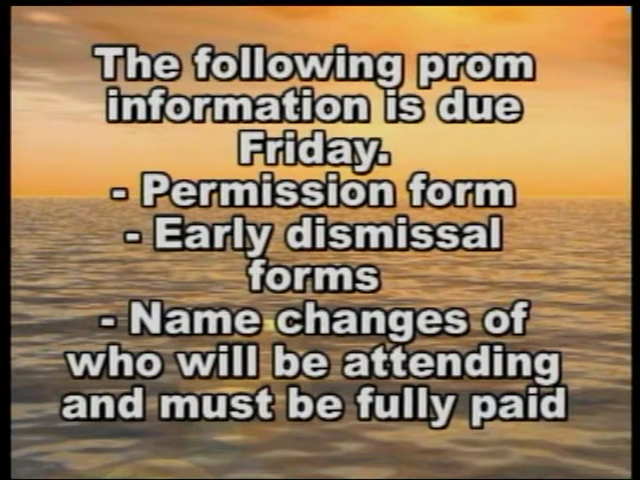 The following prom
information is due
Friday.
- Permission form
- Early dismissal
forms
- Name changes of
who will be attending
and must be fully paid